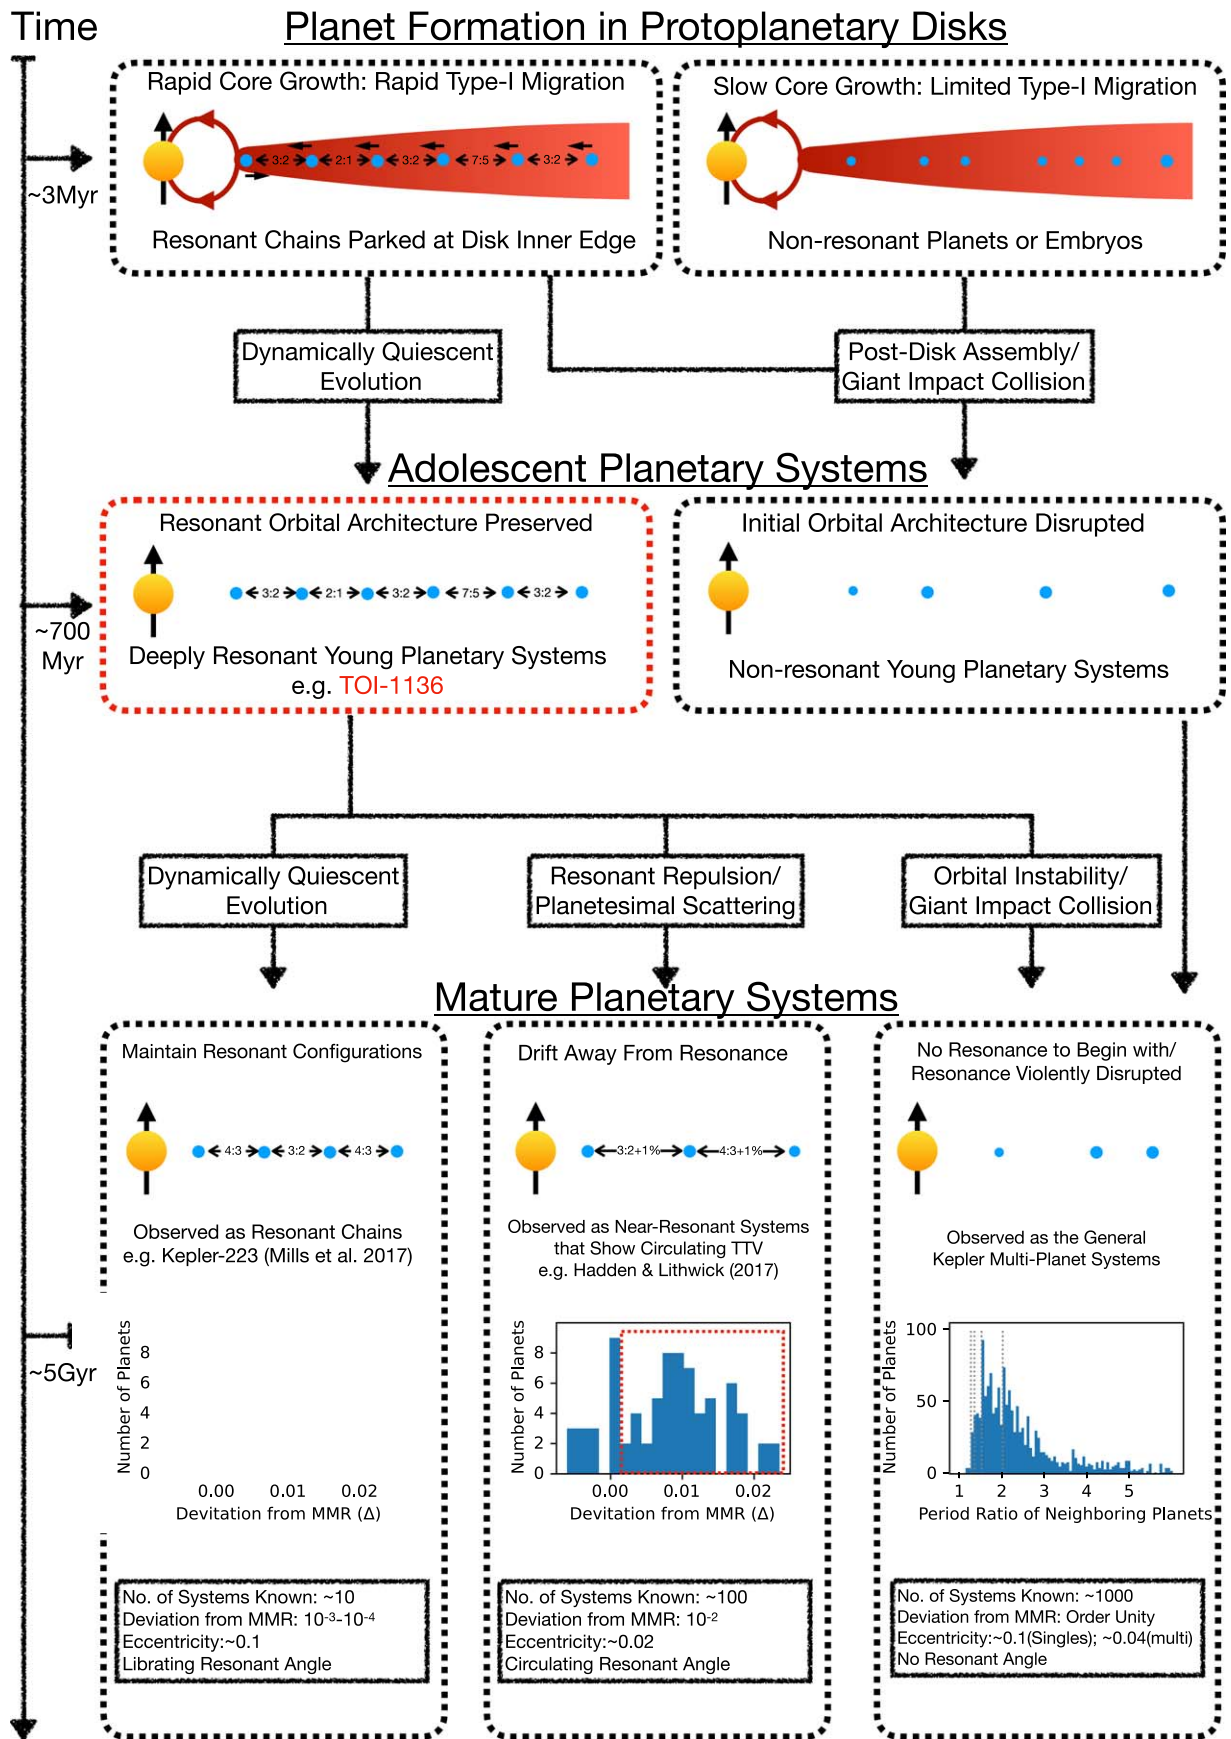 Time
Planet Formation in Protoplanetary Disks
Rapid Core Growth: Rapid Type-I Migration
3:2 2:1 3:2 7:5 3:2
Resonant Chains Parked at Disk Inner Edge
Slow Core Growth: Limited Type-I Migration
Non-resonant Planets or Embryos
~3Myr
Dynamically Quiescent
Evolution
Post-Disk Assembly/
Giant Impact Collision
Adolescent Planetary Systems
Resonant Orbital Architecture Preserved
3:2 2:1 3:2 7:5 3:2
Deeply Resonant Young Planetary Systems
e.g. TOI-1136
Initial Orbital Architecture Disrupted
Non-resonant Young Planetary Systems
~700
Myr
Dynamically Quiescent
Evolution
Resonant Repulsion/
Planetesimal Scattering
Orbital Instability/
Giant Impact Collision
Mature Planetary Systems
Maintain Resonant Configurations
4:3 3:2 4:3
Observed as Resonant Chains
e.g. Kepler-223 (Mills et al. 2017)
Number of Planets
8
6
4
2
0
0.00 0.01 0.02
Devitation from MMR (Δ)
No. of Systems Known: ~10
Deviation from MMR: 10⁻³-10⁻⁴
Eccentricity:~0.1
Librating Resonant Angle
Drift Away From Resonance
3:2+1% 4:3+1%
Observed as Near-Resonant Systems
that Show Circulating TTV
e.g. Hadden & Lithwick (2017)
Number of Planets
8
6
4
2
0
0.00 0.01 0.02
Devitation from MMR (Δ)
No. of Systems Known: ~100
Deviation from MMR: 10⁻²
Eccentricity:~0.02
Circulating Resonant Angle
No Resonance to Begin with/
Resonance Violently Disrupted
Observed as the General
Kepler Multi-Planet Systems
Number of Planets
100
50
0
1 2 3 4 5
Period Ratio of Neighboring Planets
No. of Systems Known: ~1000
Deviation from MMR: Order Unity
Eccentricity:~0.1(Singles); ~0.04(multi)
No Resonant Angle
~5Gyr